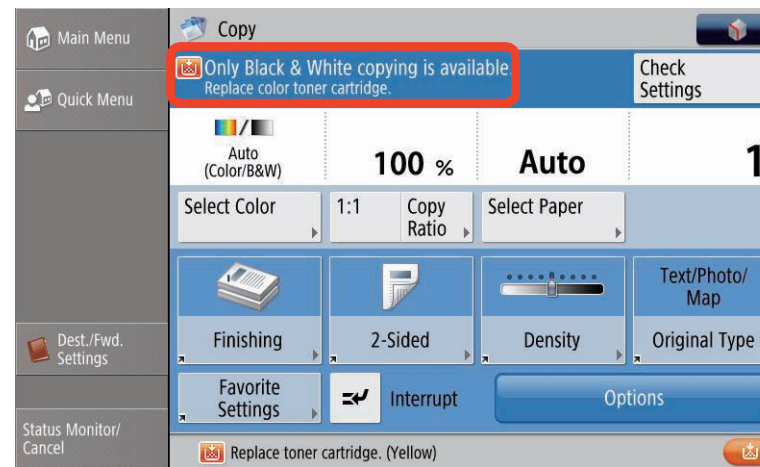 Main Menu
Quick Menu
Dest./Fwd.
Settings
Status Monitor/
Cancel
Copy
Only Black & White copying is available.
Replace color toner cartridge.
Check
Settings
Auto
(Color/B&W)
100 %
Auto
1
Select Color
1:1
Copy
Ratio
Select Paper
Finishing
2-Sided
Density
Text/Photo/
Map
Original Type
Favorite
Settings
Interrupt
Options
Replace toner cartridge. (Yellow)